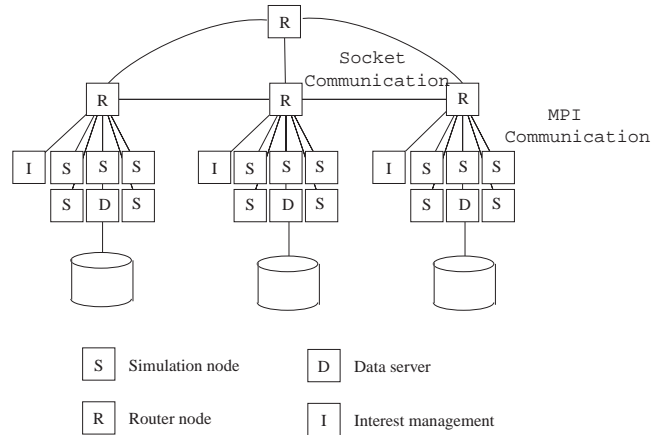 R
Socket
Communication
R R R
MPI
Communication
I S S S I S S S I S S S
S D S S D S S D S
S Simulation node D Data server
R Router node I Interest management